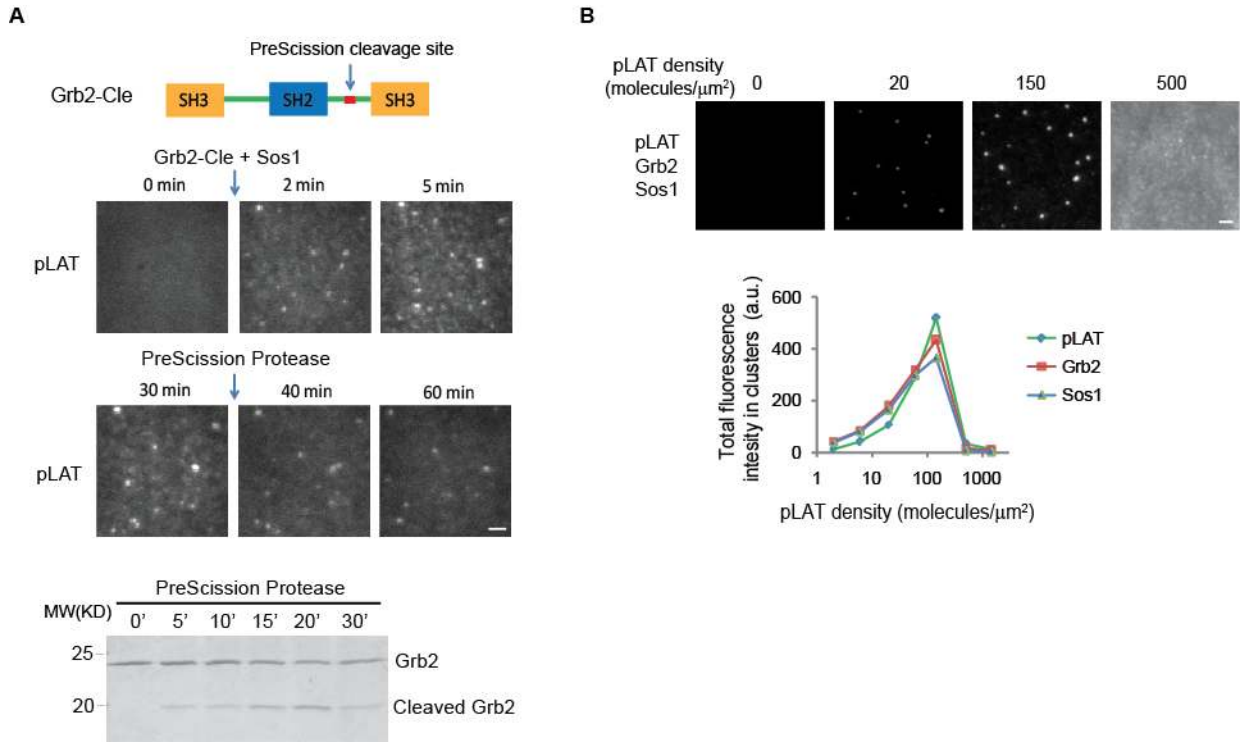 A
PreScission cleavage site
Grb2-Cle
SH3 SH2 SH3
Grb2-Cle + Sos1
0 min 2 min 5 min
pLAT
PreScission Protease
30 min 40 min 60 min
pLAT
PreScission Protease
MW(KD) 0' 5' 10' 15' 20' 30'
25
Grb2
20
Cleaved Grb2
B
pLAT density
(molecules/µm²) 0 20 150 500
pLAT
Grb2
Sos1
Total fluorescence
intesity in clusters (a.u.)
600
400
200
0
1 10 100 1000
pLAT density (molecules/µm²)
pLAT
Grb2
Sos1